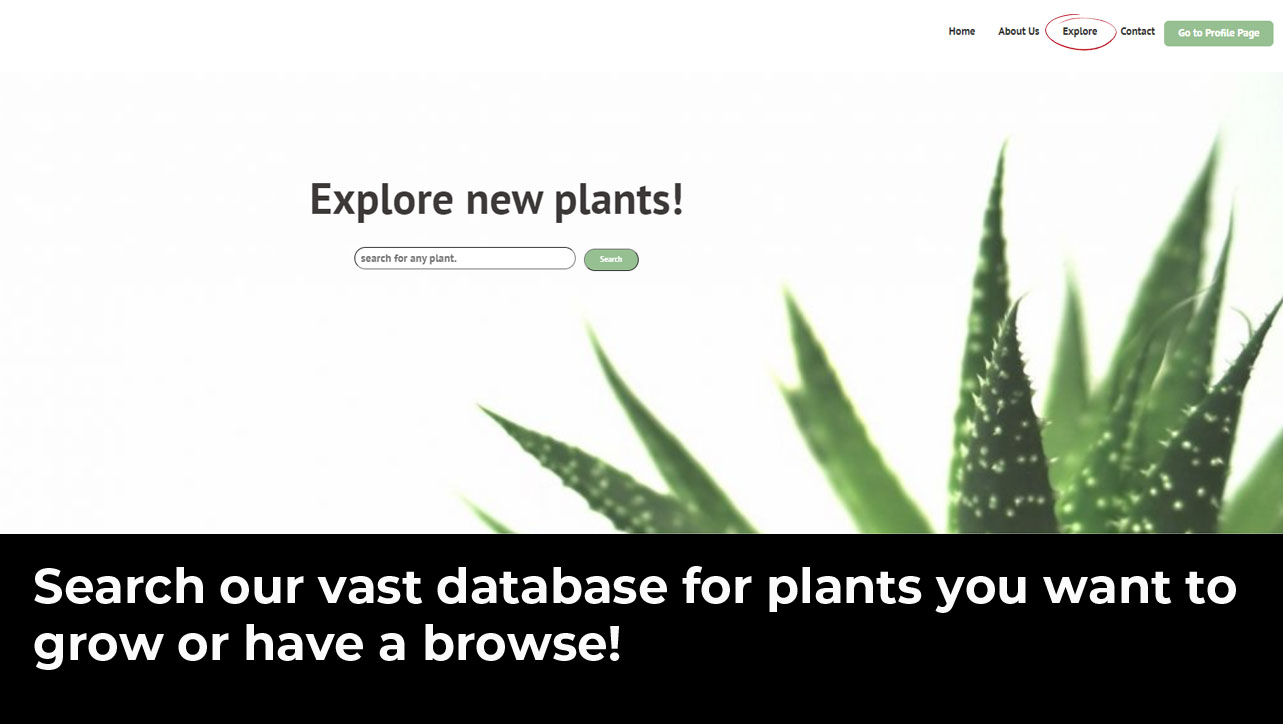 Home About Us Explore Contact Go to Profile Page
Explore new plants!
search for any plant. Search
Search our vast database for plants you want to
grow or have a browse!